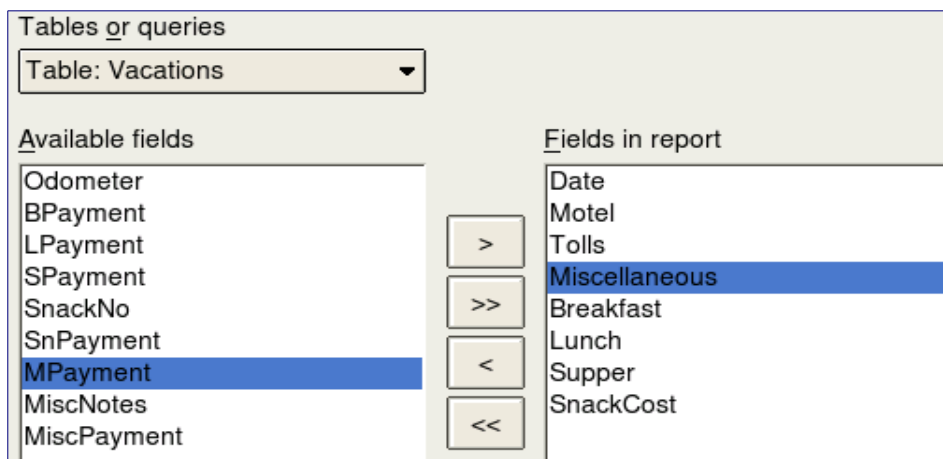 Tables or queries
Table: Vacations
Available fields
Odometer
BPayment
LPayment
SPayment
SnackNo
SnPayment
MPayment
MiscNotes
MiscPayment
>
>>
<
<<
Fields in report
Date
Motel
Tolls
Miscellaneous
Breakfast
Lunch
Supper
SnackCost